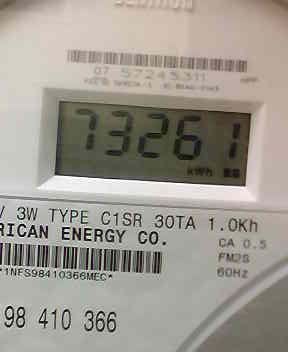 07 57245311
73261
kWh
V 3W TYPE C1SR 30TA 1.0Kh
RICAN ENERGY CO.
CA 0.5
FM2S
60Hz
*1NFS98410366MEC*
98 410 366